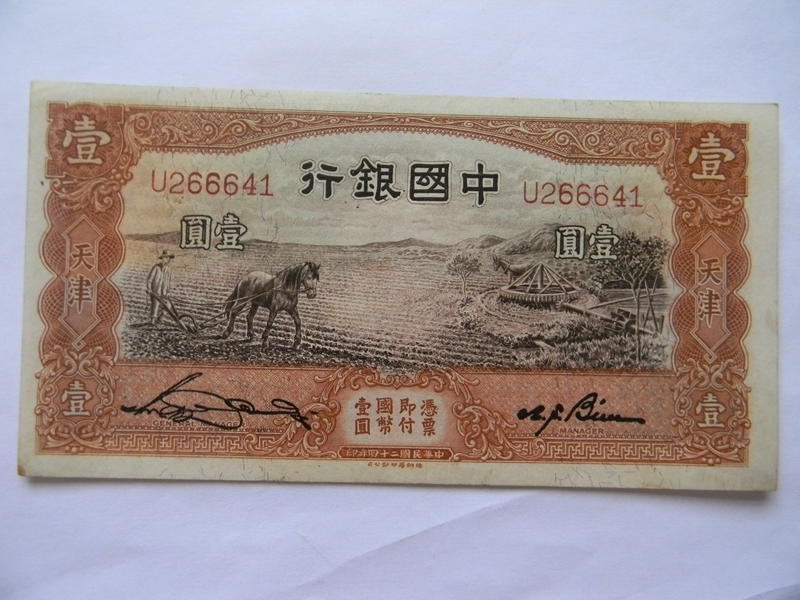 壹 壹
U266641 中國銀行 U266641
壹圓 壹圓
天津 天津
憑票
即付
國幣
壹圓
壹 壹
GENERAL MANAGER
MANAGER
中華民國二十四年印